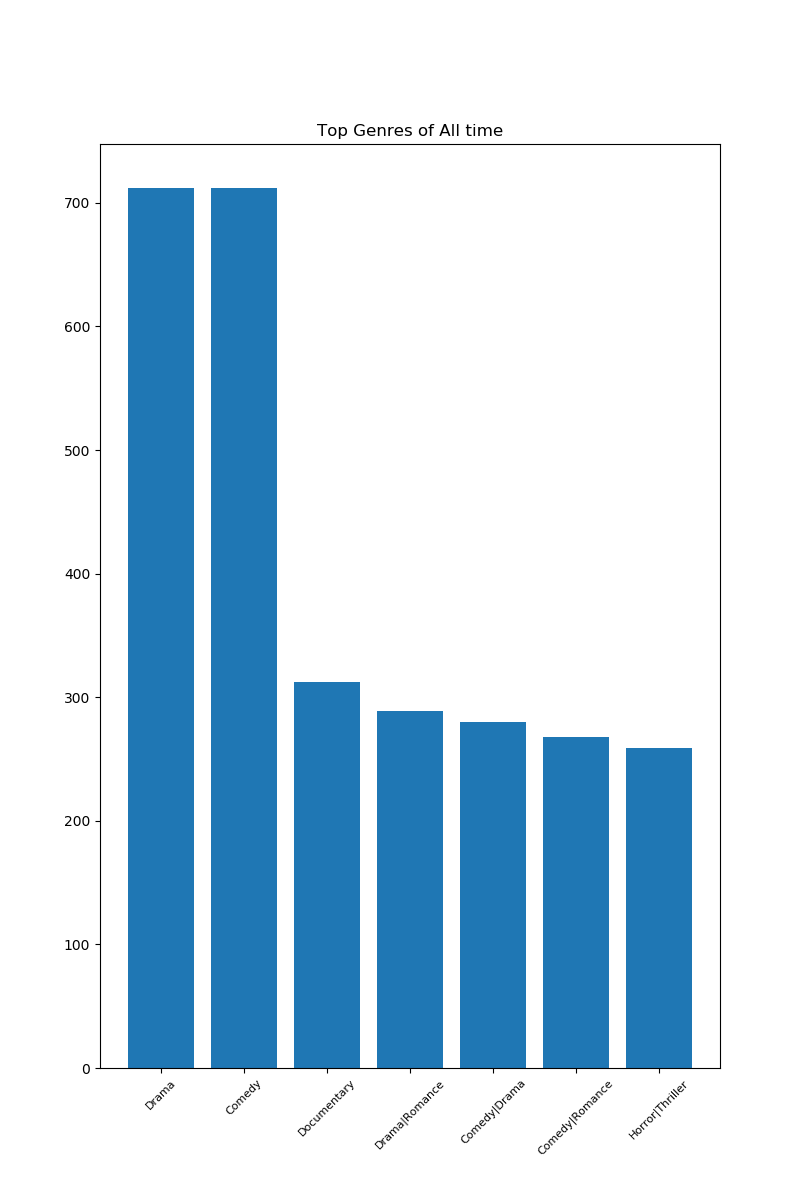 Top Genres of All time
700
600
500
400
300
200
100
0
Drama
Comedy
Documentary
Drama|Romance
Comedy|Drama
Comedy|Romance
Horror|Thriller